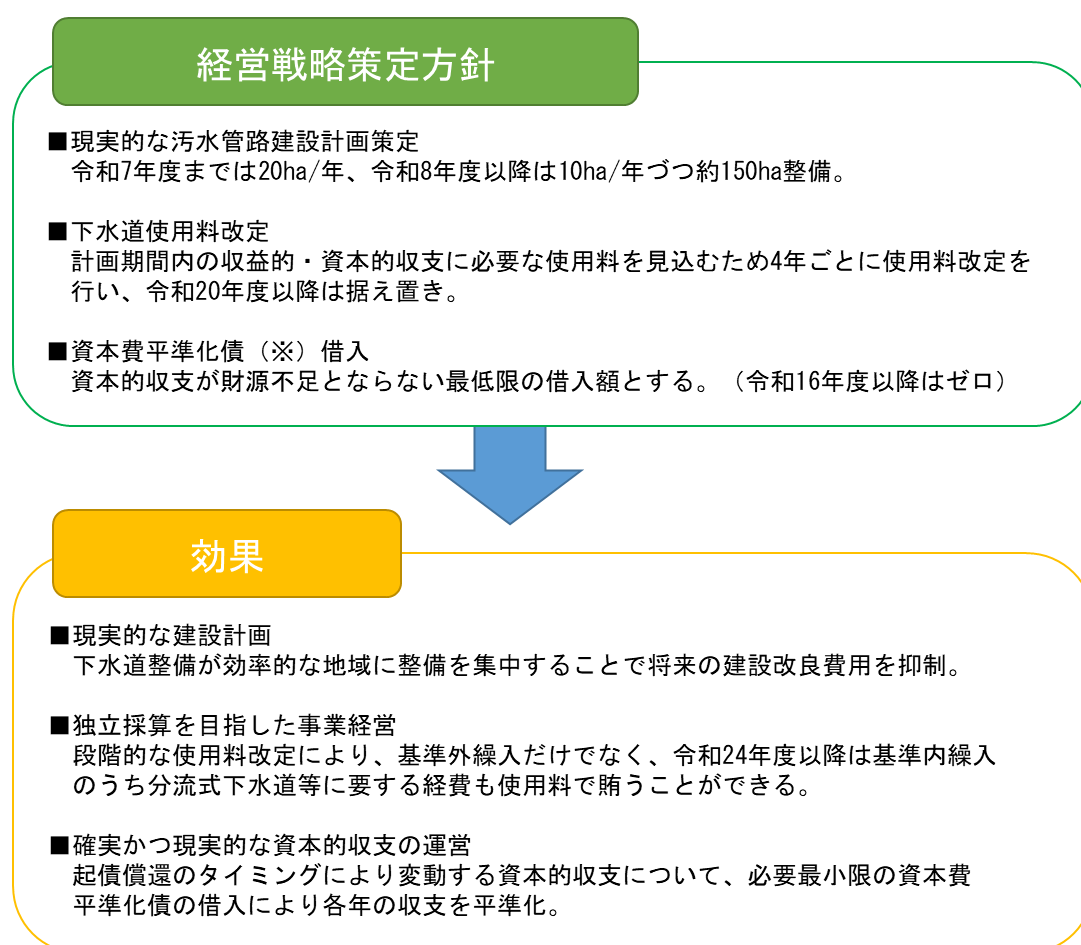 経営戦略策定方針
■現実的な汚水管路建設計画策定
令和7年度までは20ha/年、令和8年度以降は10ha/年づつ約150ha整備。
■下水道使用料改定
計画期間内の収益的・資本的収支に必要な使用料を見込むため4年ごとに使用料改定を
行い、令和20年度以降は据え置き。
■資本費平準化債（※）借入
資本的収支が財源不足とならない最低限の借入額とする。（令和16年度以降はゼロ）
効果
■現実的な建設計画
下水道整備が効率的な地域に整備を集中することで将来の建設改良費用を抑制。
■独立採算を目指した事業経営
段階的な使用料改定により、基準外繰入だけでなく、令和24年度以降は基準内繰入
のうち分流式下水道等に要する経費も使用料で賄うことができる。
■確実かつ現実的な資本的収支の運営
起債償還のタイミングにより変動する資本的収支について、必要最小限の資本費
平準化債の借入により各年の収支を平準化。